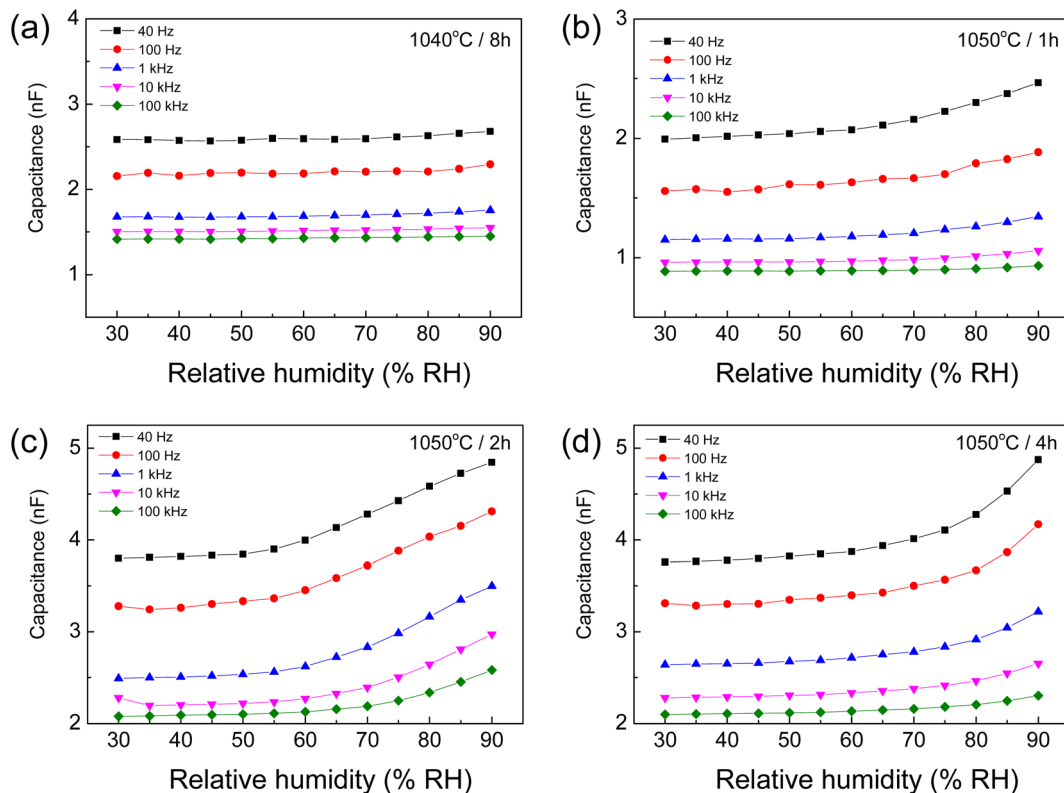 (a)
1040°C / 8h
40 Hz
100 Hz
1 kHz
10 kHz
100 kHz
Capacitance (nF)
4
3
2
1
30 40 50 60 70 80 90
Relative humidity (% RH)
(b)
1050°C / 1h
40 Hz
100 Hz
1 kHz
10 kHz
100 kHz
Capacitance (nF)
3
2
1
30 40 50 60 70 80 90
Relative humidity (% RH)
(c)
1050°C / 2h
40 Hz
100 Hz
1 kHz
10 kHz
100 kHz
Capacitance (nF)
5
4
3
2
30 40 50 60 70 80 90
Relative humidity (% RH)
(d)
1050°C / 4h
40 Hz
100 Hz
1 kHz
10 kHz
100 kHz
Capacitance (nF)
5
4
3
2
30 40 50 60 70 80 90
Relative humidity (% RH)